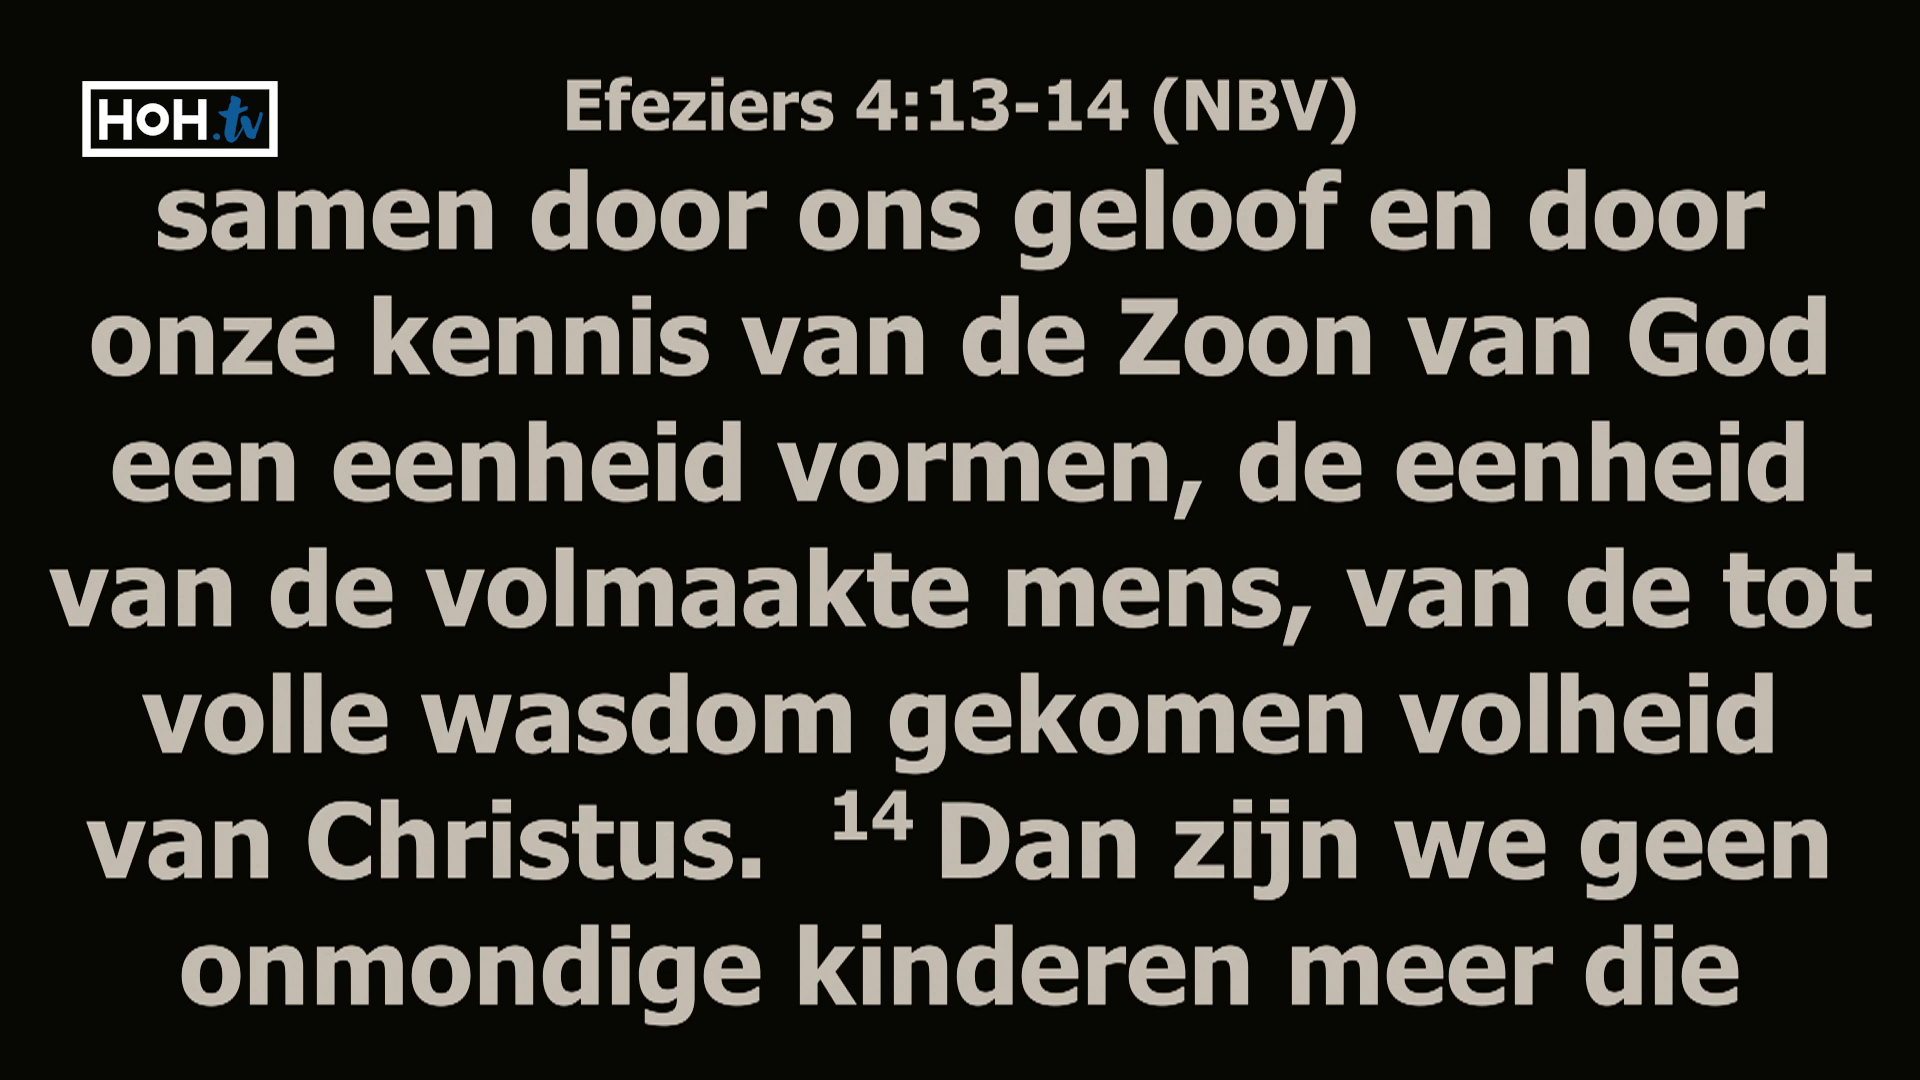 HOH.tv
Efeziers 4:13-14 (NBV)
samen door ons geloof en door
onze kennis van de Zoon van God
een eenheid vormen, de eenheid
van de volmaakte mens, van de tot
volle wasdom gekomen volheid
van Christus. 14 Dan zijn we geen
onmondige kinderen meer die